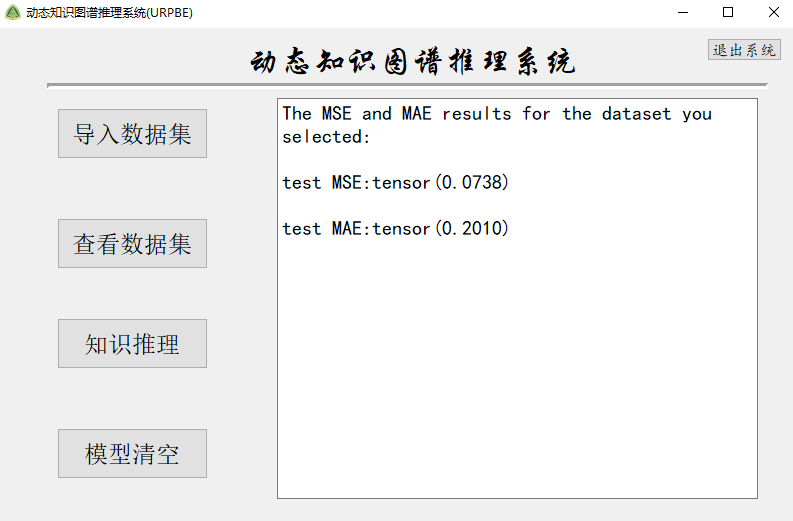 动态知识图谱推理系统(URPBE)
动态知识图谱推理系统
退出系统
导入数据集
查看数据集
知识推理
模型清空
The MSE and MAE results for the dataset you
selected:
test MSE:tensor(0.0738)
test MAE:tensor(0.2010)